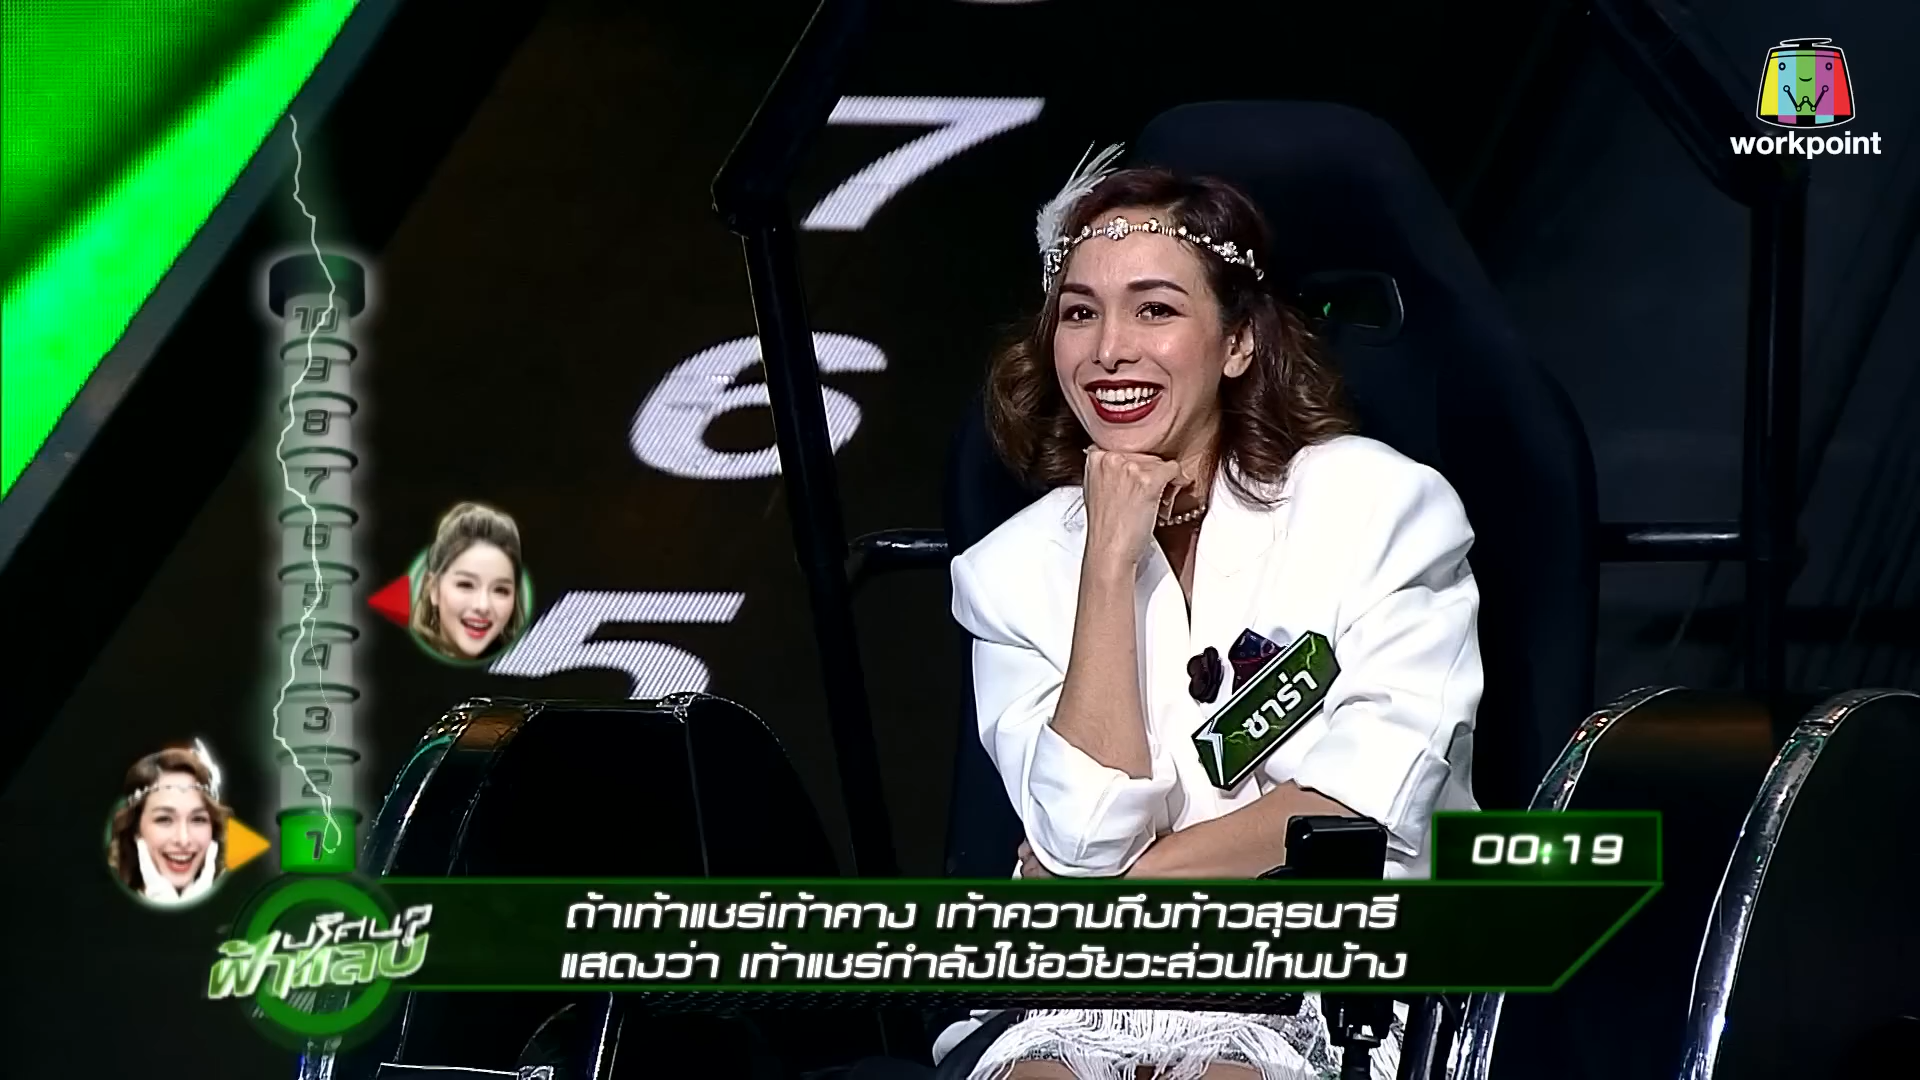 workpoint
7
6
5
10
9
8
7
6
5
4
3
2
1
ซาร่า
00:19
ปริศนา?
ฟ้าแลบ
ถ้าเท้าแชร์เท้าคาง เท้าความถึงท้าวสุรนารี
แสดงว่า เท้าแชร์กำลังใช้อวัยวะส่วนไหนบ้าง